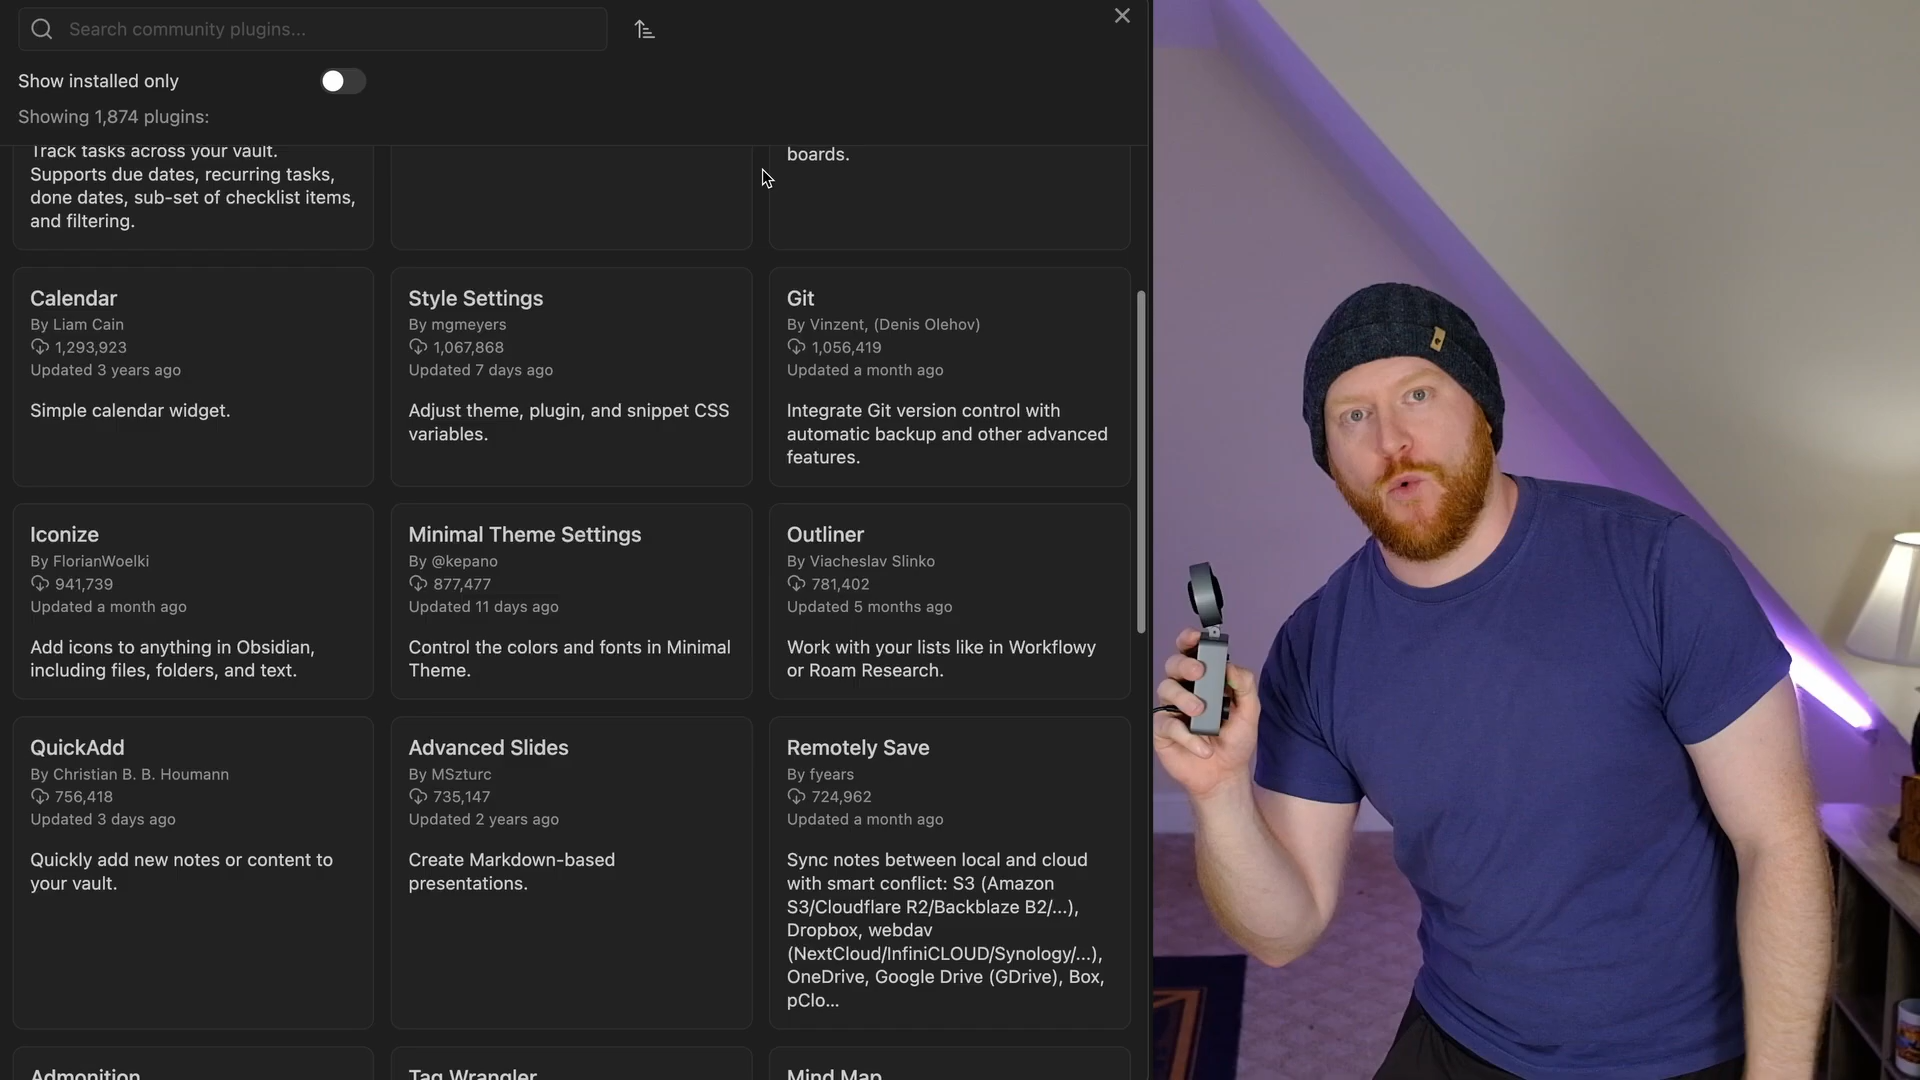 Search community plugins...
Show installed only
Showing 1,874 plugins:
Track tasks across your vault.
Supports due dates, recurring tasks,
done dates, sub-set of checklist items,
and filtering.
boards.
Calendar
By Liam Cain
1,293,923
Updated 3 years ago
Simple calendar widget.
Style Settings
By mgmeyers
1,067,868
Updated 7 days ago
Adjust theme, plugin, and snippet CSS
variables.
Git
By Vinzent, (Denis Olehov)
1,056,419
Updated a month ago
Integrate Git version control with
automatic backup and other advanced
features.
Iconize
By FlorianWoelki
941,739
Updated a month ago
Add icons to anything in Obsidian,
including files, folders, and text.
Minimal Theme Settings
By @kepano
877,477
Updated 11 days ago
Control the colors and fonts in Minimal
Theme.
Outliner
By Viacheslav Slinko
781,402
Updated 5 months ago
Work with your lists like in Workflowy
or Roam Research.
QuickAdd
By Christian B. B. Houmann
756,418
Updated 3 days ago
Quickly add new notes or content to
your vault.
Advanced Slides
By MSzturc
735,147
Updated 2 years ago
Create Markdown-based
presentations.
Remotely Save
By fyears
724,962
Updated a month ago
Sync notes between local and cloud
with smart conflict: S3 (Amazon
S3/Cloudflare R2/Backblaze B2/...),
Dropbox, webdav
(NextCloud/InfiniCLOUD/Synology/...),
OneDrive, Google Drive (GDrive), Box,
pClo...
Admonition
Tag Wrangler
Mind Map